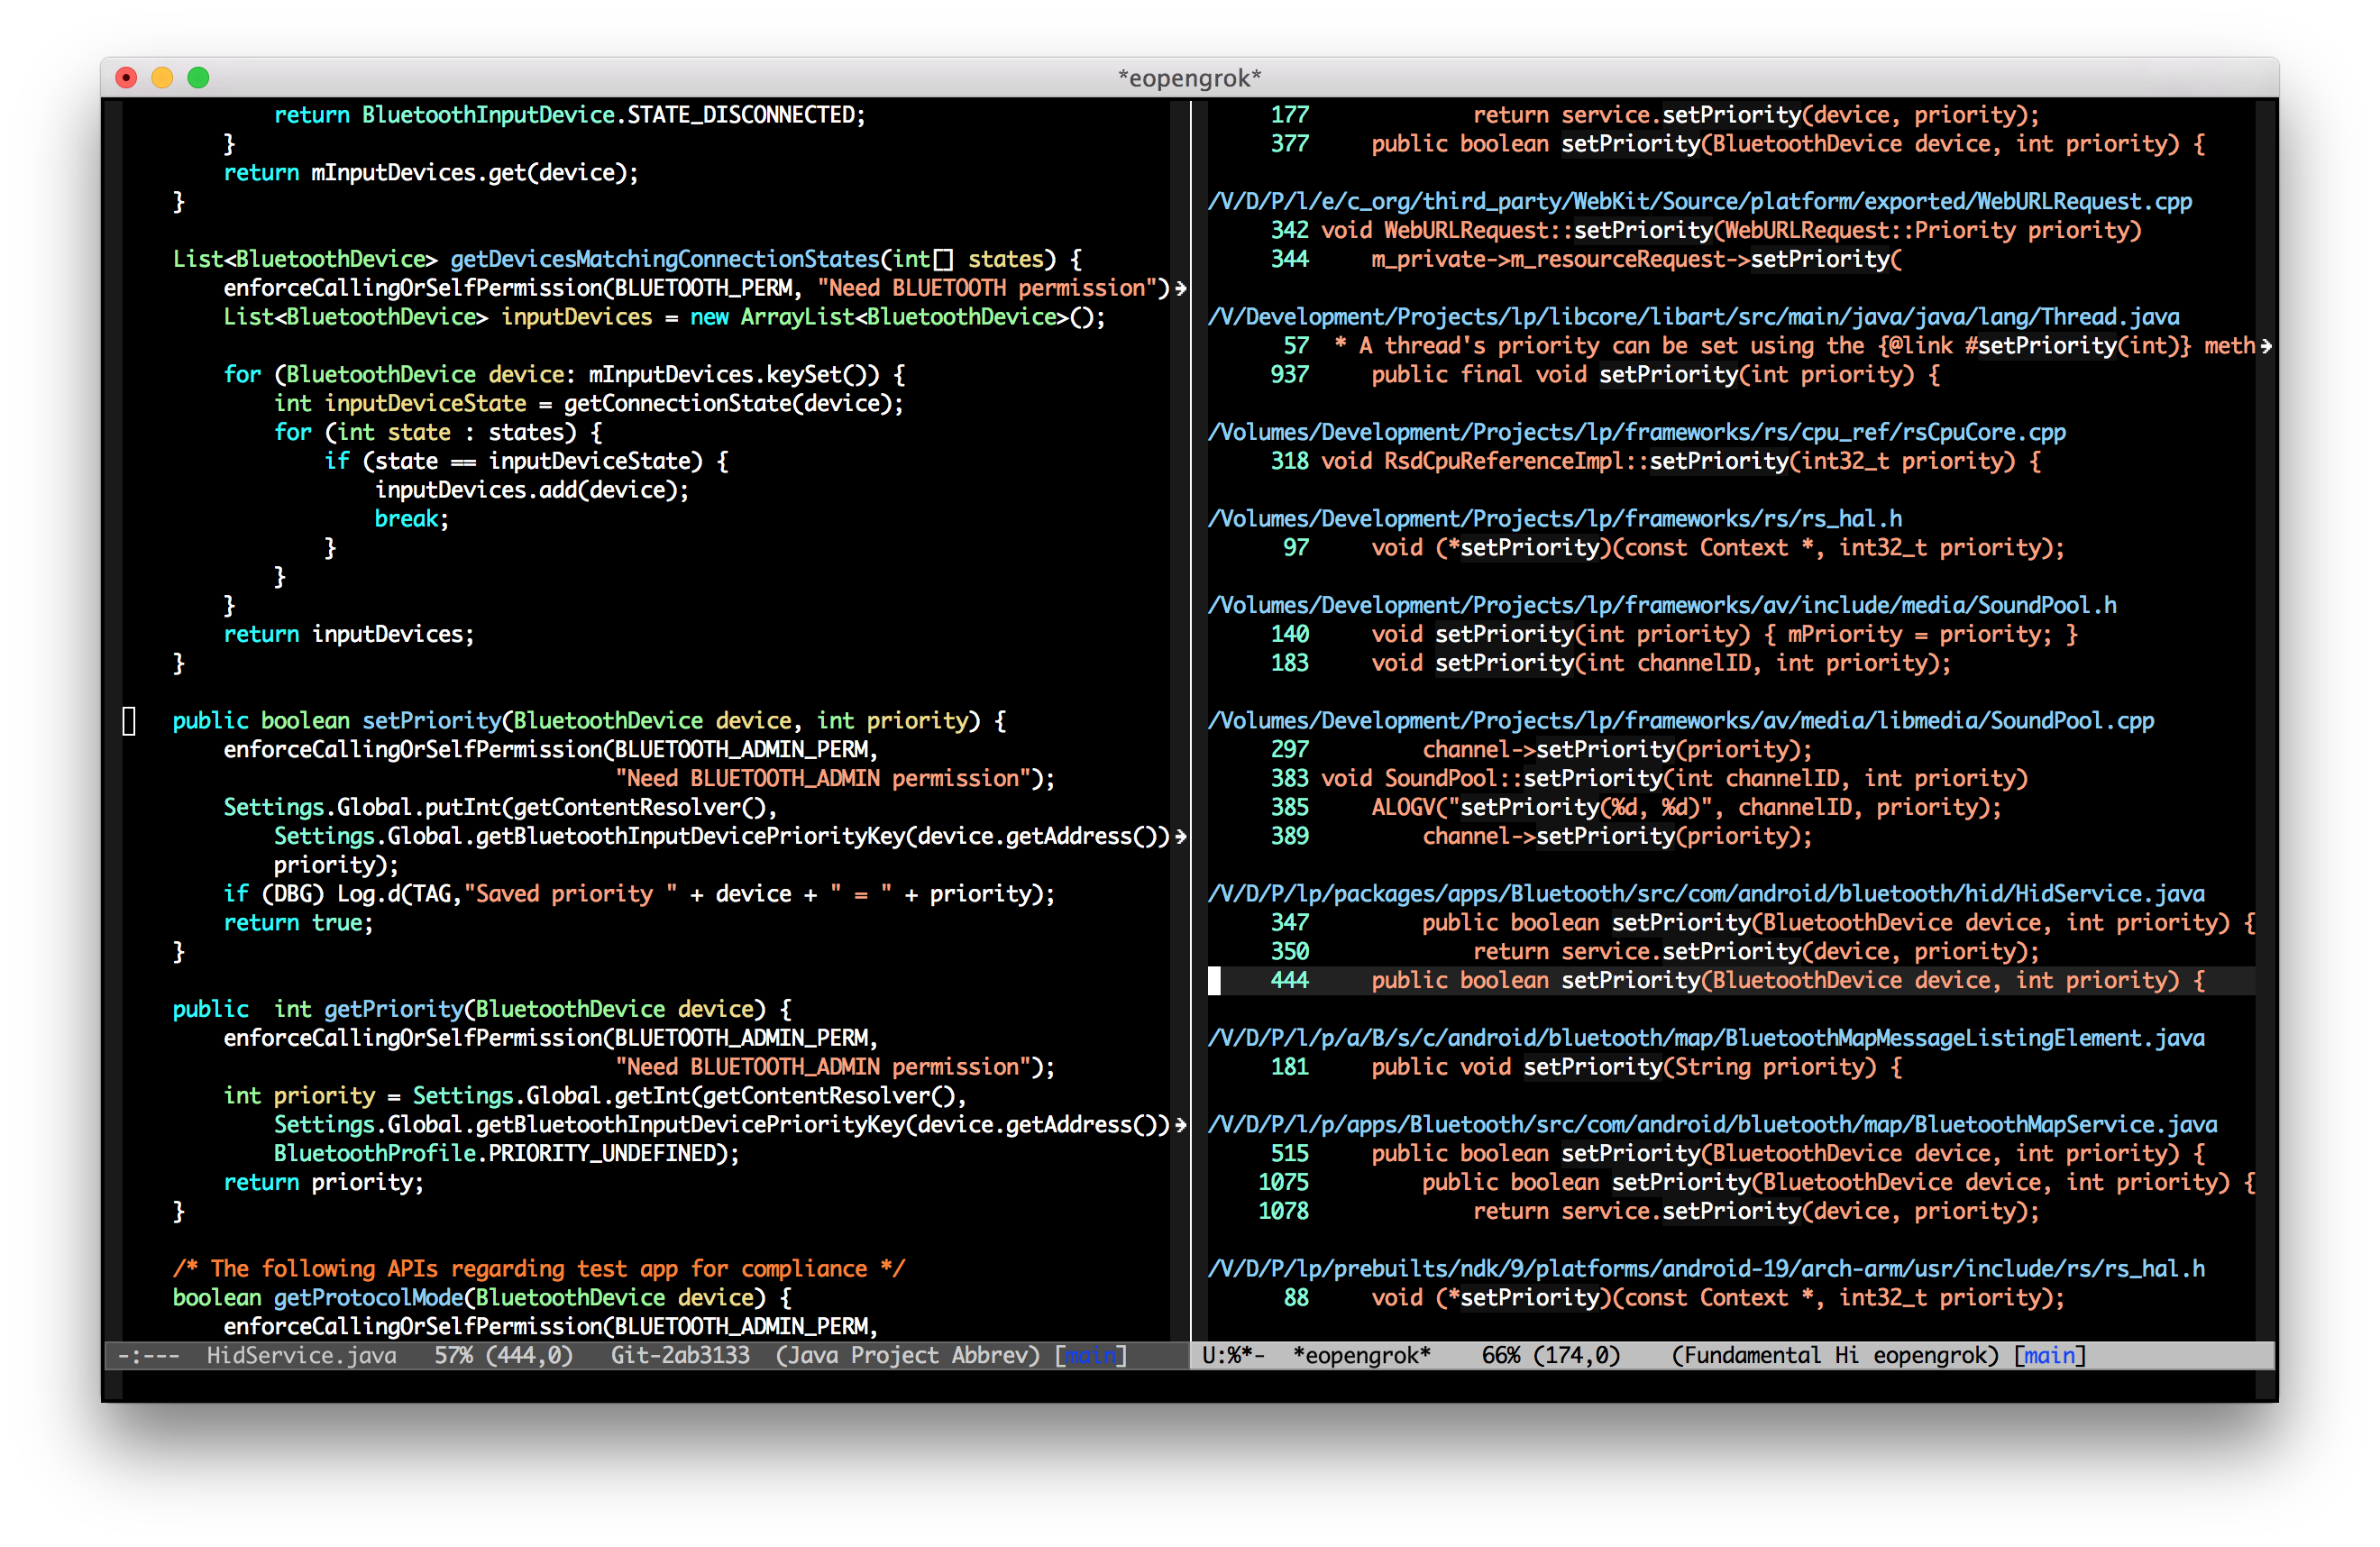 *eopengrok*
            return BluetoothInputDevice.STATE_DISCONNECTED;
        }
        return mInputDevices.get(device);
    }

    List<BluetoothDevice> getDevicesMatchingConnectionStates(int[] states) {
        enforceCallingOrSelfPermission(BLUETOOTH_PERM, "Need BLUETOOTH permission")
        List<BluetoothDevice> inputDevices = new ArrayList<BluetoothDevice>();

        for (BluetoothDevice device: mInputDevices.keySet()) {
            int inputDeviceState = getConnectionState(device);
            for (int state : states) {
                if (state == inputDeviceState) {
                    inputDevices.add(device);
                    break;
                }
            }
        }
        return inputDevices;
    }

    public boolean setPriority(BluetoothDevice device, int priority) {
        enforceCallingOrSelfPermission(BLUETOOTH_ADMIN_PERM,
                                       "Need BLUETOOTH_ADMIN permission");
        Settings.Global.putInt(getContentResolver(),
            Settings.Global.getBluetoothInputDevicePriorityKey(device.getAddress())
            priority);
        if (DBG) Log.d(TAG,"Saved priority " + device + " = " + priority);
        return true;
    }

    public  int getPriority(BluetoothDevice device) {
        enforceCallingOrSelfPermission(BLUETOOTH_ADMIN_PERM,
                                       "Need BLUETOOTH_ADMIN permission");
        int priority = Settings.Global.getInt(getContentResolver(),
            Settings.Global.getBluetoothInputDevicePriorityKey(device.getAddress())
            BluetoothProfile.PRIORITY_UNDEFINED);
        return priority;
    }

    /* The following APIs regarding test app for compliance */
    boolean getProtocolMode(BluetoothDevice device) {
        enforceCallingOrSelfPermission(BLUETOOTH_ADMIN_PERM,
-:---  HidService.java   57% (444,0)   Git-2ab3133  (Java Project Abbrev) [main]
     177             return service.setPriority(device, priority);
     377     public boolean setPriority(BluetoothDevice device, int priority) {

/V/D/P/l/e/c_org/third_party/WebKit/Source/platform/exported/WebURLRequest.cpp
     342 void WebURLRequest::setPriority(WebURLRequest::Priority priority)
     344     m_private->m_resourceRequest->setPriority(

/V/Development/Projects/lp/libcore/libart/src/main/java/java/lang/Thread.java
      57  * A thread's priority can be set using the {@link #setPriority(int)} meth
     937     public final void setPriority(int priority) {

/Volumes/Development/Projects/lp/frameworks/rs/cpu_ref/rsCpuCore.cpp
     318 void RsdCpuReferenceImpl::setPriority(int32_t priority) {

/Volumes/Development/Projects/lp/frameworks/rs/rs_hal.h
      97     void (*setPriority)(const Context *, int32_t priority);

/Volumes/Development/Projects/lp/frameworks/av/include/media/SoundPool.h
     140     void setPriority(int priority) { mPriority = priority; }
     183     void setPriority(int channelID, int priority);

/Volumes/Development/Projects/lp/frameworks/av/media/libmedia/SoundPool.cpp
     297         channel->setPriority(priority);
     383 void SoundPool::setPriority(int channelID, int priority)
     385     ALOGV("setPriority(%d, %d)", channelID, priority);
     389         channel->setPriority(priority);

/V/D/P/lp/packages/apps/Bluetooth/src/com/android/bluetooth/hid/HidService.java
     347         public boolean setPriority(BluetoothDevice device, int priority) {
     350             return service.setPriority(device, priority);
     444     public boolean setPriority(BluetoothDevice device, int priority) {

/V/D/P/l/p/a/B/s/c/android/bluetooth/map/BluetoothMapMessageListingElement.java
     181     public void setPriority(String priority) {

/V/D/P/l/p/apps/Bluetooth/src/com/android/bluetooth/map/BluetoothMapService.java
     515     public boolean setPriority(BluetoothDevice device, int priority) {
    1075         public boolean setPriority(BluetoothDevice device, int priority) {
    1078             return service.setPriority(device, priority);

/V/D/P/lp/prebuilts/ndk/9/platforms/android-19/arch-arm/usr/include/rs/rs_hal.h
      88     void (*setPriority)(const Context *, int32_t priority);
U:%*-  *eopengrok*    66% (174,0)    (Fundamental Hi eopengrok) [main]